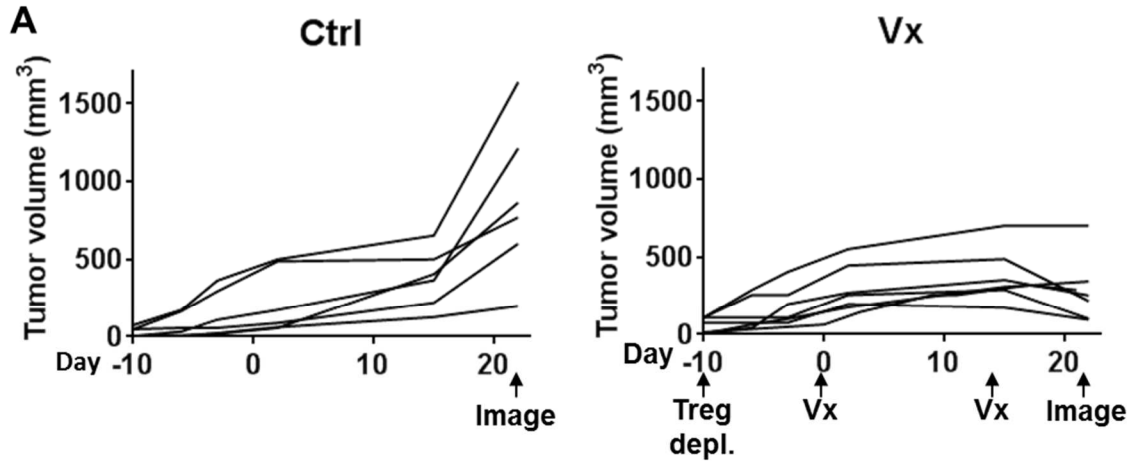 A
Ctrl
Tumor volume (mm³)
1500
1000
500
0
Day -10 0 10 20
Image
Vx
Tumor volume (mm³)
1500
1000
500
0
Day -10 0 10 20
Treg depl.
Vx
Vx
Image